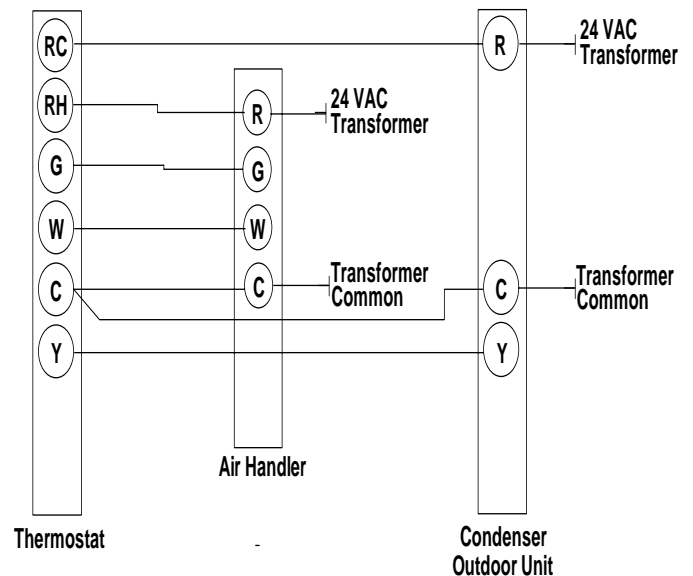 RC
R
24 VAC
Transformer
RH
R
24 VAC
Transformer
G
G
W
W
C
C
Transformer
Common
C
Transformer
Common
Y
Y
Air Handler
Thermostat
-
Condenser
Outdoor Unit